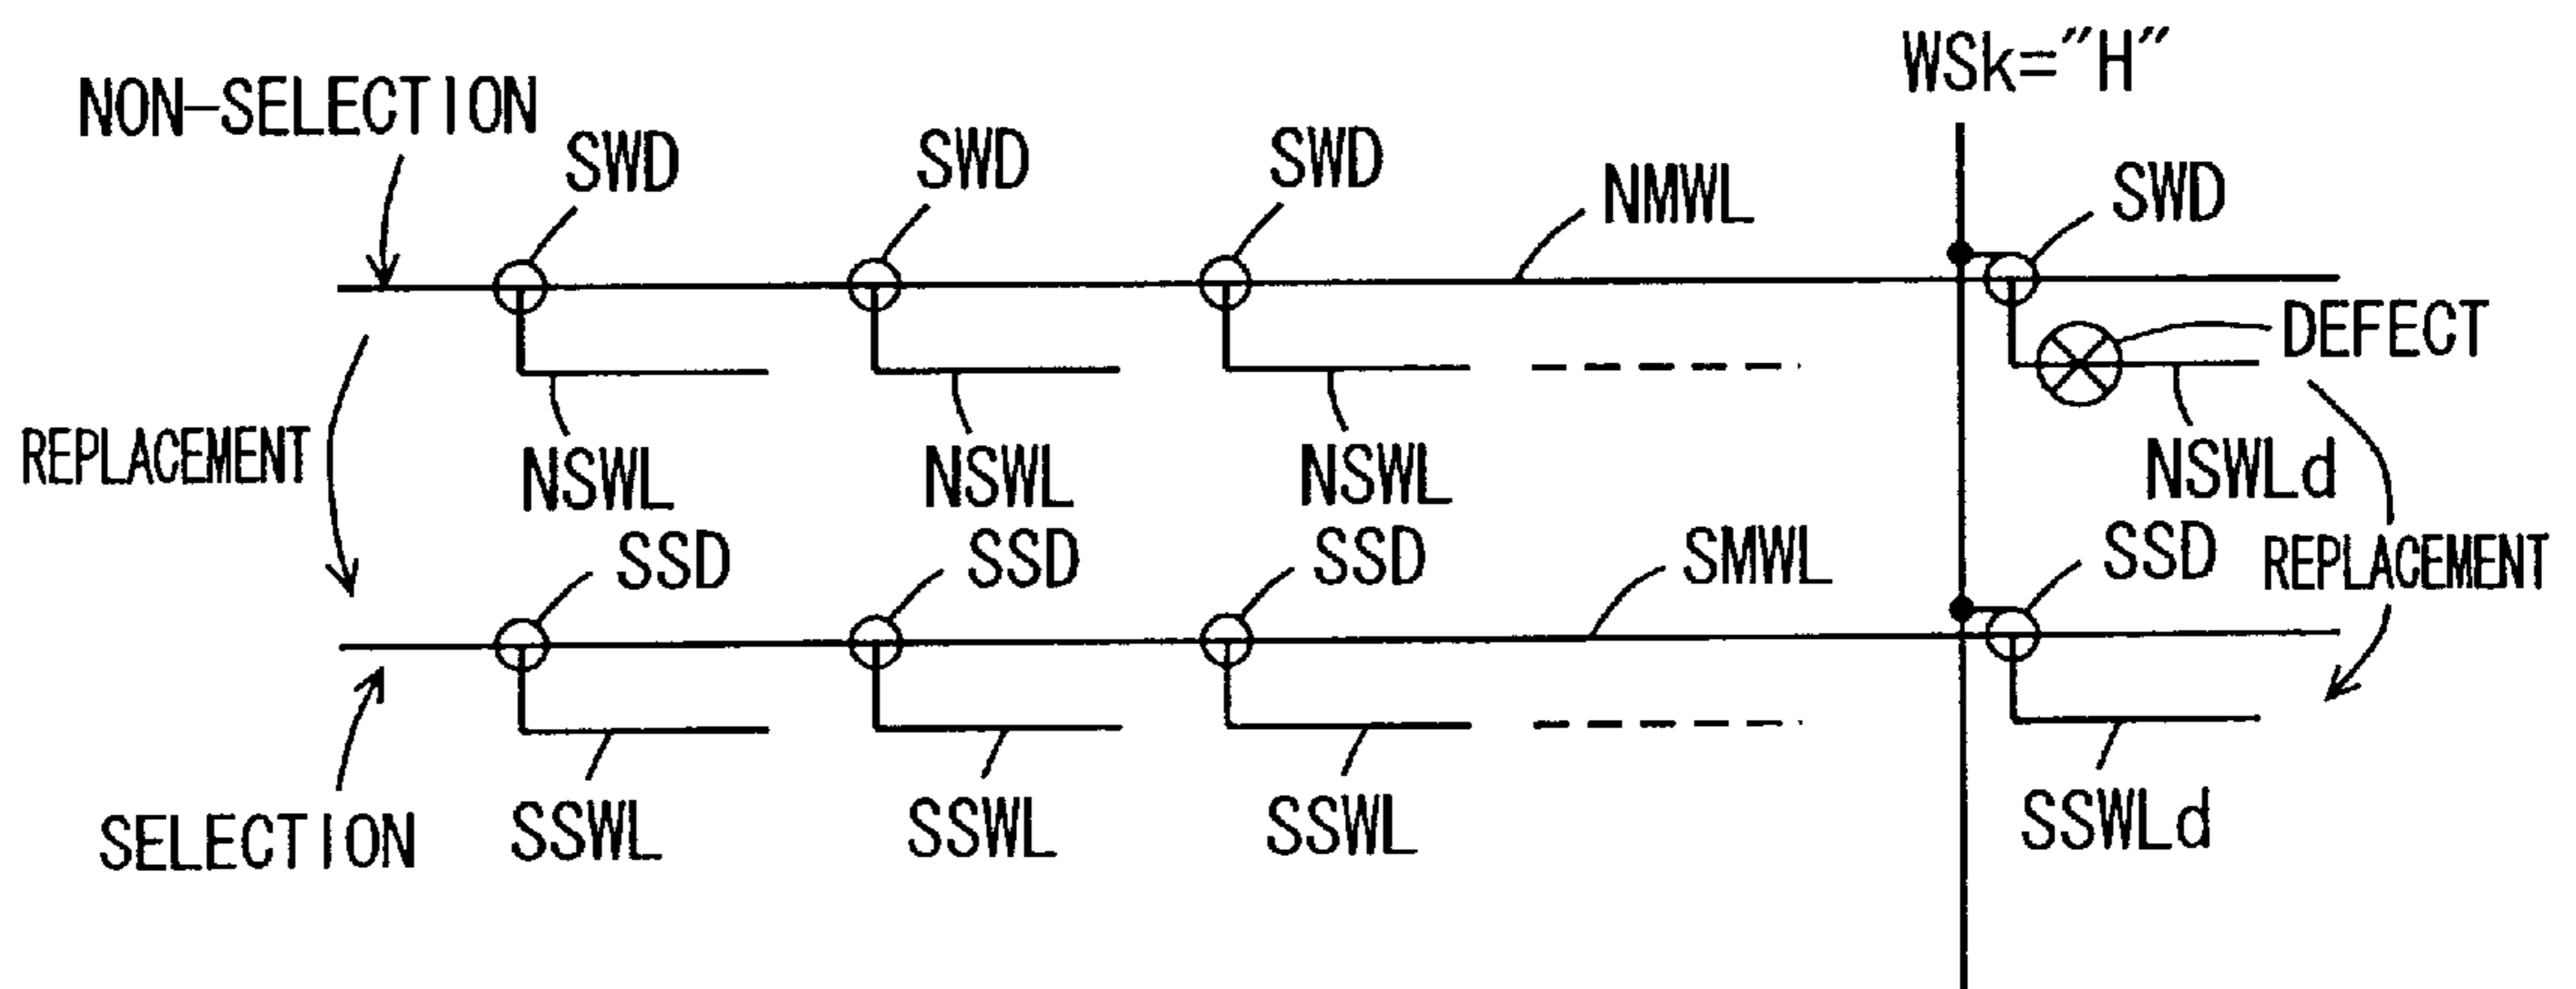 WSk="H"
NON-SELECTION
SWD SWD SWD NMWL SWD
DEFECT
REPLACEMENT
NSWL NSWL NSWL NSWLd
SSD SSD SSD SMWL SSD REPLACEMENT
SELECTION SSWL SSWL SSWL SSWLd